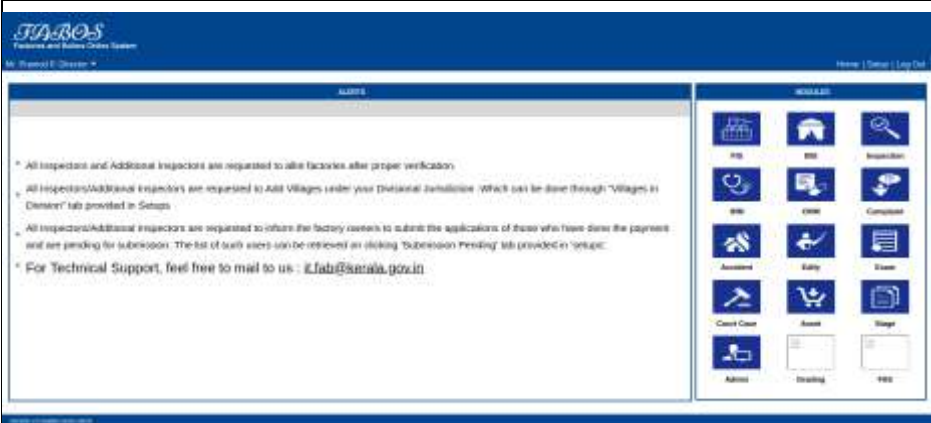 FABOS
Factories and Boilers Online System
Home | Setup | Log Out
ALERTS
MODULES
* All Inspectors and Additional Inspectors are requested to allot factories after proper verification.
* All Inspectors/Additional Inspectors are requested to Add Villages under your Divisional Jurisdiction. Which can be done through "Villages in
Division" tab provided in Setups
* All Inspectors/Additional Inspectors are requested to inform the factory owners to submit the applications of those who have done the payment
and are pending for submission. The list of such users can be retrieved on clicking 'Submission Pending' tab provided in 'setups'.
* For Technical Support, feel free to mail to us : it.fab@kerala.gov.in
Inspection
Complaint
Accident
Exam
Court Case
Asset
Stage
Admin
Grading